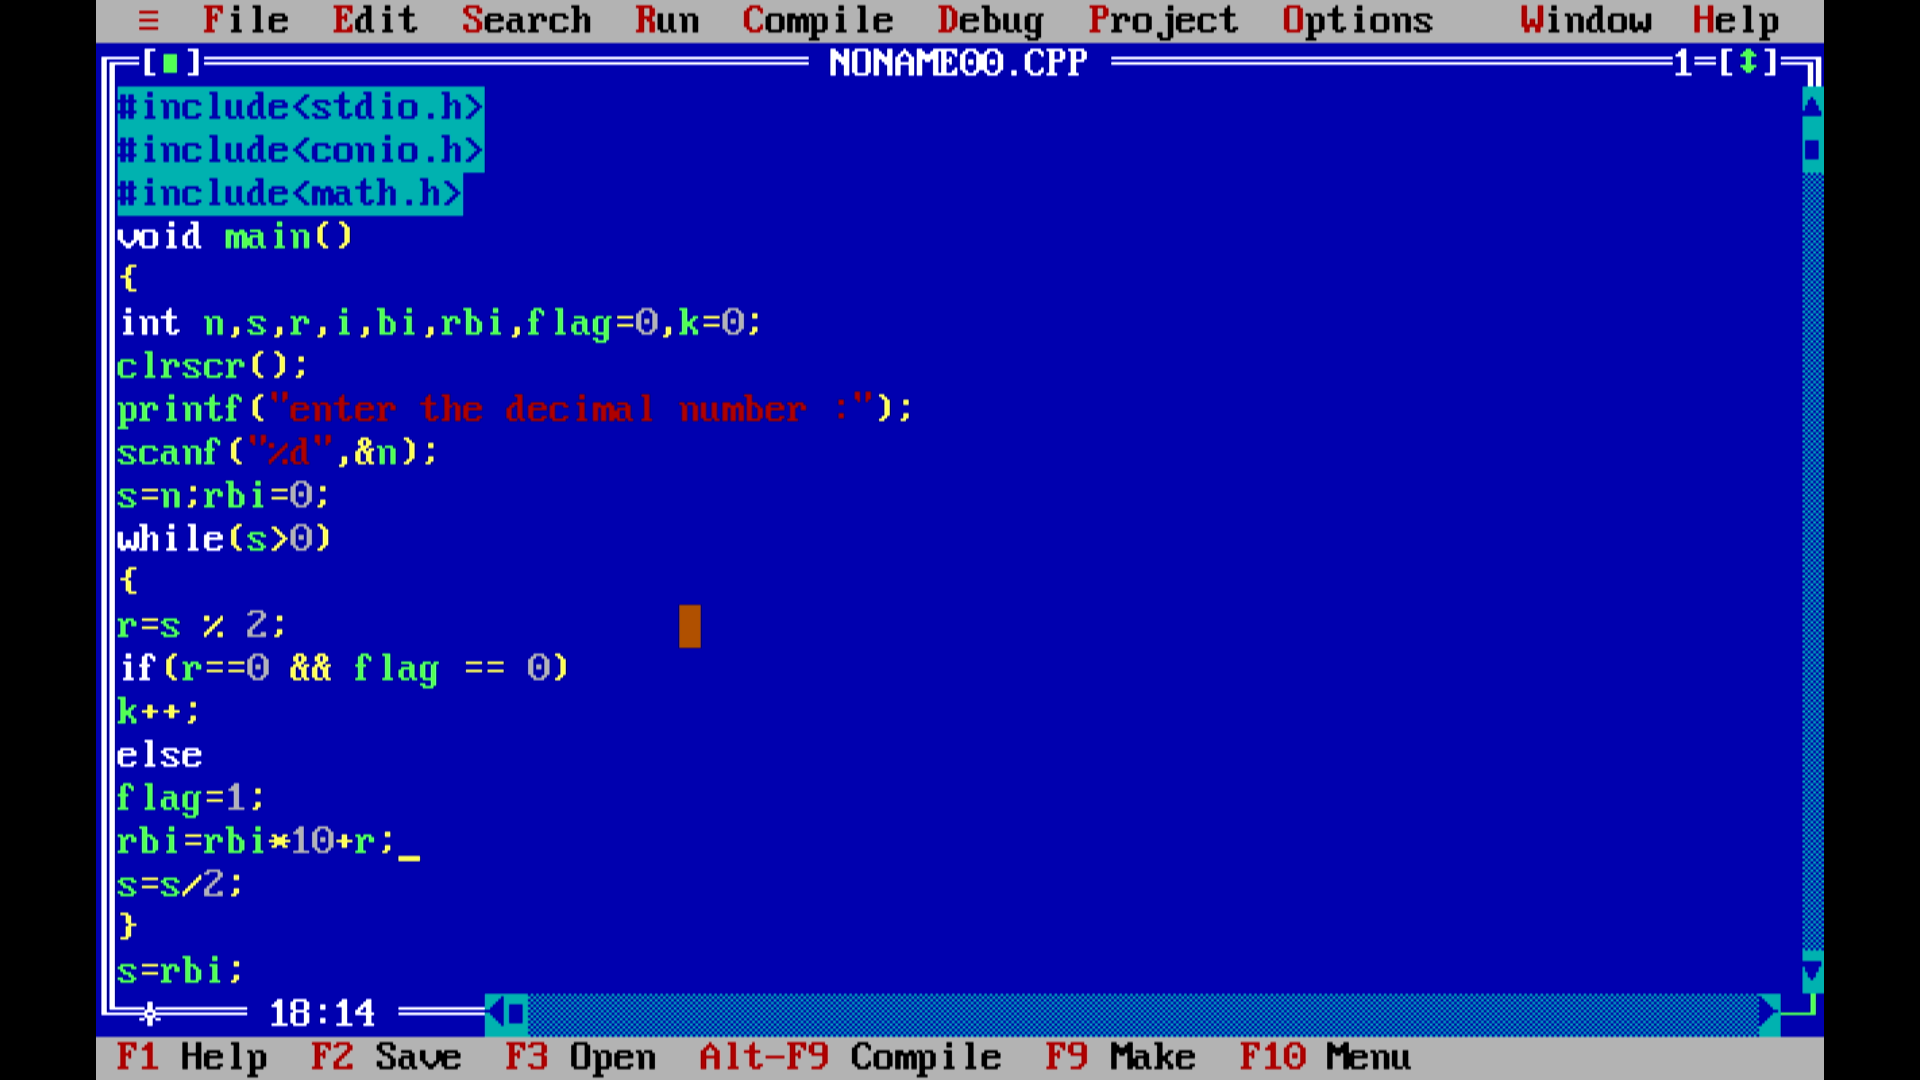 ≡ File Edit Search Run Compile Debug Project Options Window Help
[■] NONAME00.CPP 1=[↕]
#include<stdio.h>
#include<conio.h>
#include<math.h>
void main()
{
int n,s,r,i,bi,rbi,flag=0,k=0;
clrscr();
printf("enter the decimal number :");
scanf("%d",&n);
s=n;rbi=0;
while(s>0)
{
r=s % 2;
if(r==0 && flag == 0)
k++;
else
flag=1;
rbi=rbi*10+r;_
s=s/2;
}
s=rbi;
18:14
F1 Help F2 Save F3 Open Alt-F9 Compile F9 Make F10 Menu